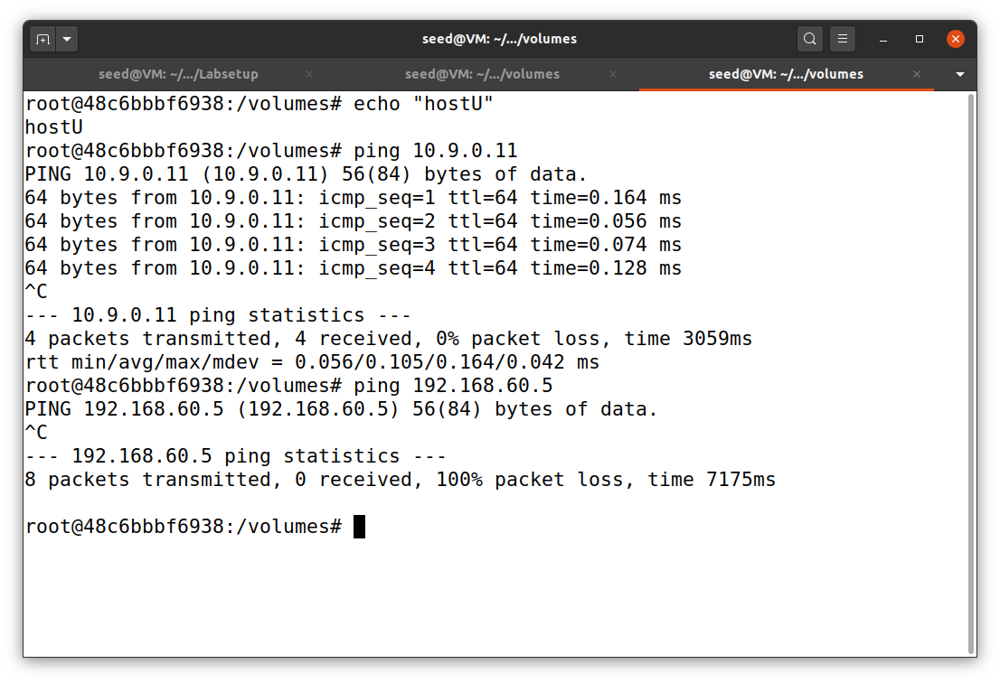 seed@VM: ~/.../volumes
seed@VM: ~/.../Labsetup
seed@VM: ~/.../volumes
seed@VM: ~/.../volumes
root@48c6bbbf6938:/volumes# echo "hostU"
hostU
root@48c6bbbf6938:/volumes# ping 10.9.0.11
PING 10.9.0.11 (10.9.0.11) 56(84) bytes of data.
64 bytes from 10.9.0.11: icmp_seq=1 ttl=64 time=0.164 ms
64 bytes from 10.9.0.11: icmp_seq=2 ttl=64 time=0.056 ms
64 bytes from 10.9.0.11: icmp_seq=3 ttl=64 time=0.074 ms
64 bytes from 10.9.0.11: icmp_seq=4 ttl=64 time=0.128 ms
^C
--- 10.9.0.11 ping statistics ---
4 packets transmitted, 4 received, 0% packet loss, time 3059ms
rtt min/avg/max/mdev = 0.056/0.105/0.164/0.042 ms
root@48c6bbbf6938:/volumes# ping 192.168.60.5
PING 192.168.60.5 (192.168.60.5) 56(84) bytes of data.
^C
--- 192.168.60.5 ping statistics ---
8 packets transmitted, 0 received, 100% packet loss, time 7175ms
root@48c6bbbf6938:/volumes#